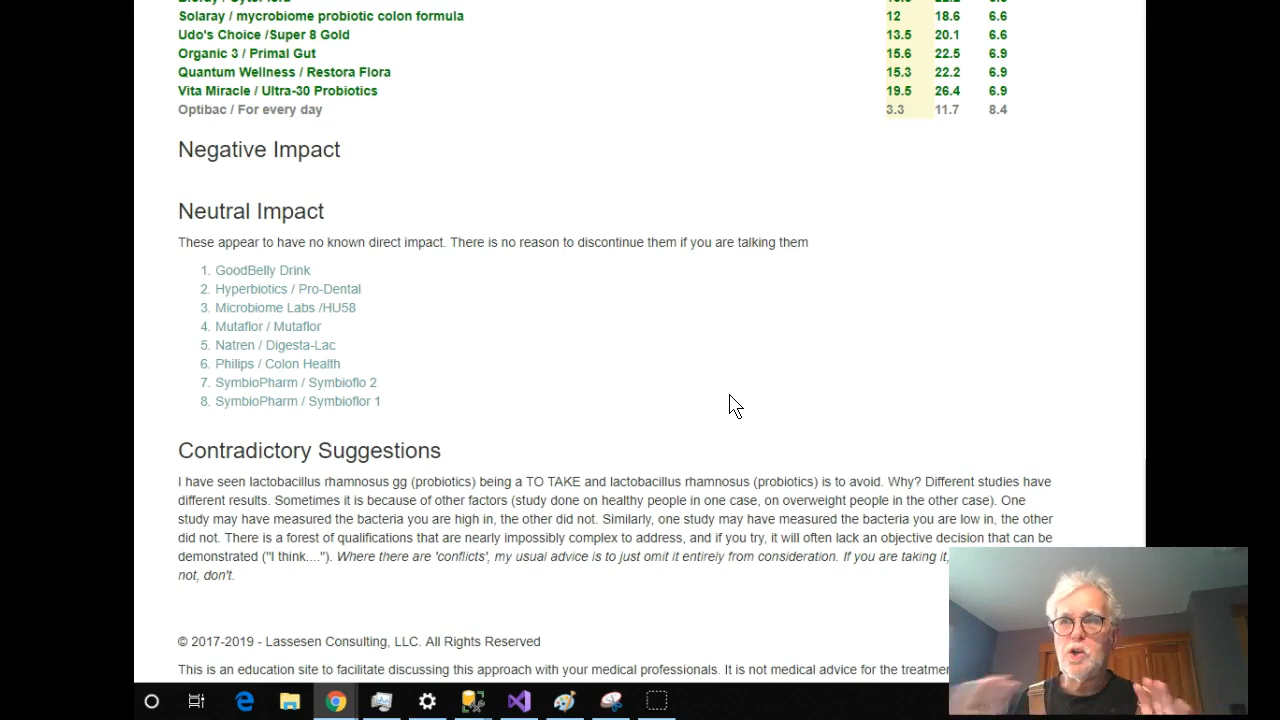 Solaray / mycrobiome probiotic colon formula 12 18.6 6.6
Udo's Choice /Super 8 Gold 13.5 20.1 6.6
Organic 3 / Primal Gut 15.6 22.5 6.9
Quantum Wellness / Restora Flora 15.3 22.2 6.9
Vita Miracle / Ultra-30 Probiotics 19.5 26.4 6.9
Optibac / For every day 3.3 11.7 8.4
Negative Impact
Neutral Impact
These appear to have no known direct impact. There is no reason to discontinue them if you are talking them
1. GoodBelly Drink
2. Hyperbiotics / Pro-Dental
3. Microbiome Labs /HU58
4. Mutaflor / Mutaflor
5. Natren / Digesta-Lac
6. Philips / Colon Health
7. SymbioPharm / Symbioflo 2
8. SymbioPharm / Symbioflor 1
Contradictory Suggestions
I have seen lactobacillus rhamnosus gg (probiotics) being a TO TAKE and lactobacillus rhamnosus (probiotics) is to avoid. Why? Different studies have
different results. Sometimes it is because of other factors (study done on healthy people in one case, on overweight people in the other case). One
study may have measured the bacteria you are high in, the other did not. Similarly, one study may have measured the bacteria you are low in, the other
did not. There is a forest of qualifications that are nearly impossibly complex to address, and if you try, it will often lack an objective decision that can be
demonstrated ("I think...."). Where there are 'conflicts', my usual advice is to just omit it entirely from consideration. If you are taking it,
not, don't.
© 2017-2019 - Lassesen Consulting, LLC. All Rights Reserved
This is an education site to facilitate discussing this approach with your medical professionals. It is not medical advice for the